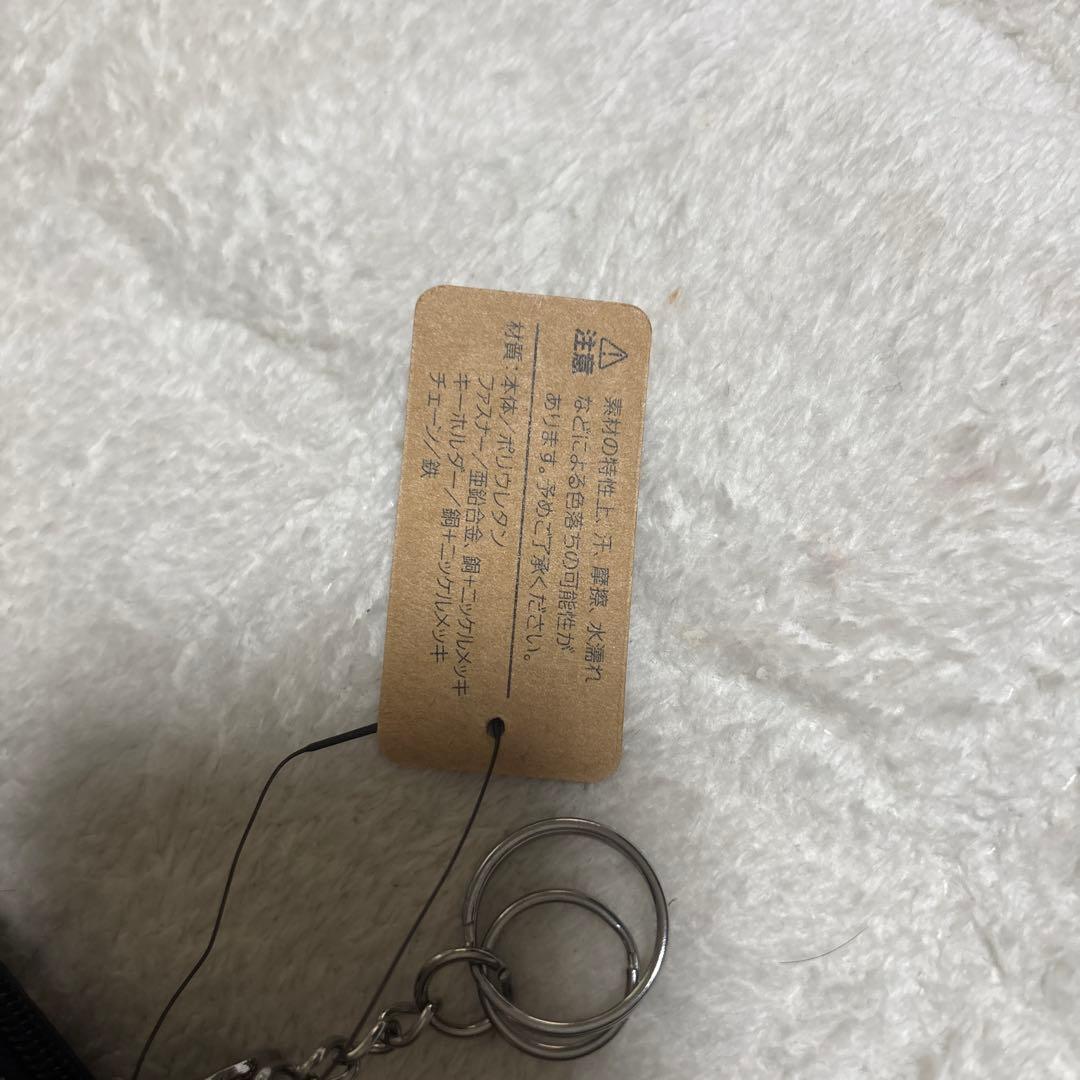 ⚠
注意
素材の特性上、汗、摩擦、水濡れ
などによる色落ちの可能性が
あります。予めご了承ください。
材質：本体／ポリウレタン
ファスナー／亜鉛合金、銅＋ニッケルメッキ
キーホルダー／銅＋ニッケルメッキ
チェーン／鉄